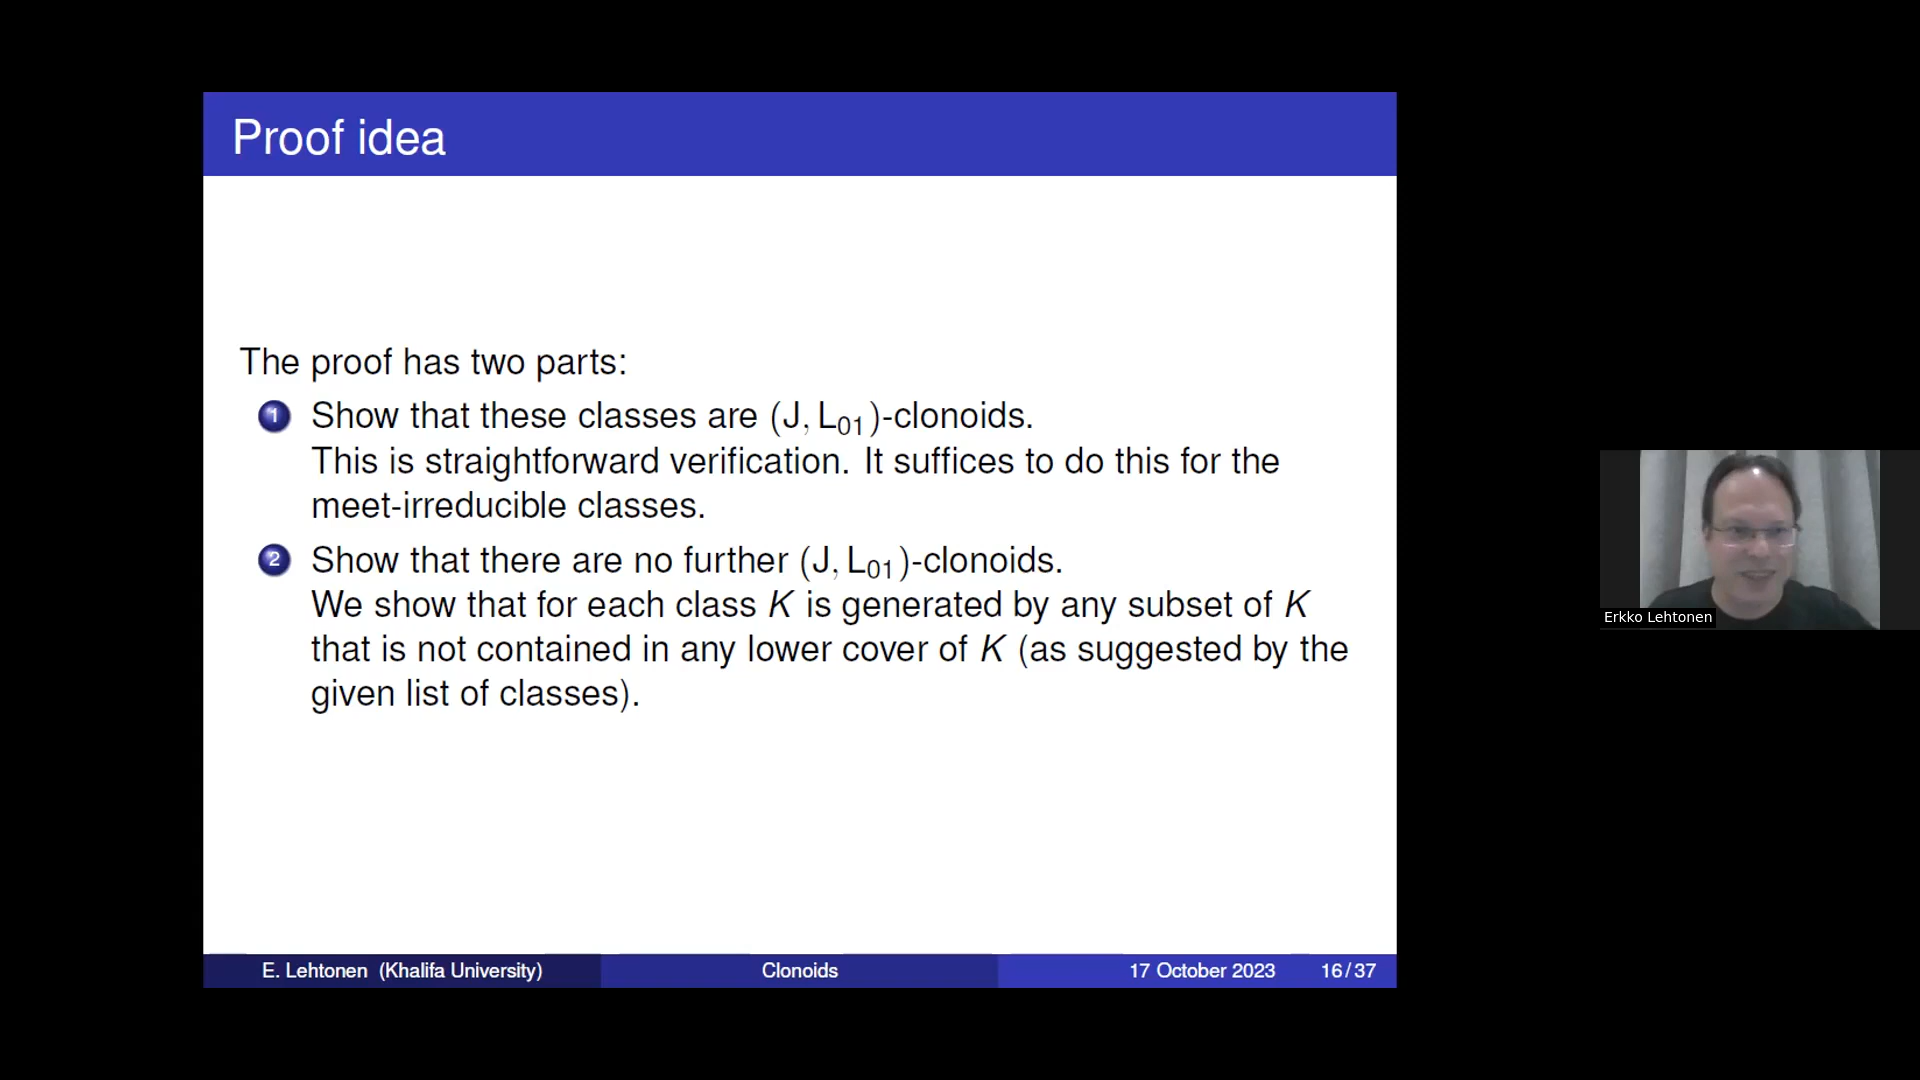 Proof idea
The proof has two parts:
1 Show that these classes are (J, L₀₁)-clonoids.
This is straightforward verification. It suffices to do this for the
meet-irreducible classes.
2 Show that there are no further (J, L₀₁)-clonoids.
We show that for each class K is generated by any subset of K
that is not contained in any lower cover of K (as suggested by the
given list of classes).
E. Lehtonen (Khalifa University) Clonoids 17 October 2023 16/37
Erkko Lehtonen